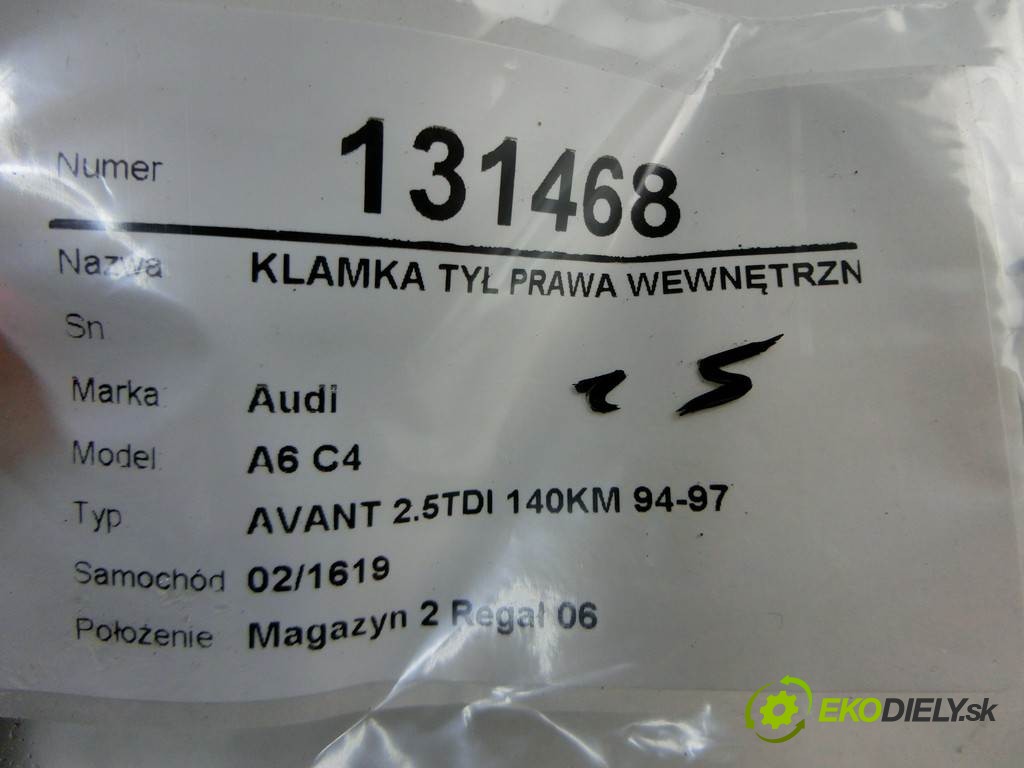 Numer 131468
Nazwa KLAMKA TYŁ PRAWA WEWNĘTRZN
Sn
Marka Audi
Model A6 C4
Typ AVANT 2.5TDI 140KM 94-97
Samochód 02/1619
Położenie Magazyn 2 Regał 06
EKODIELY.sk